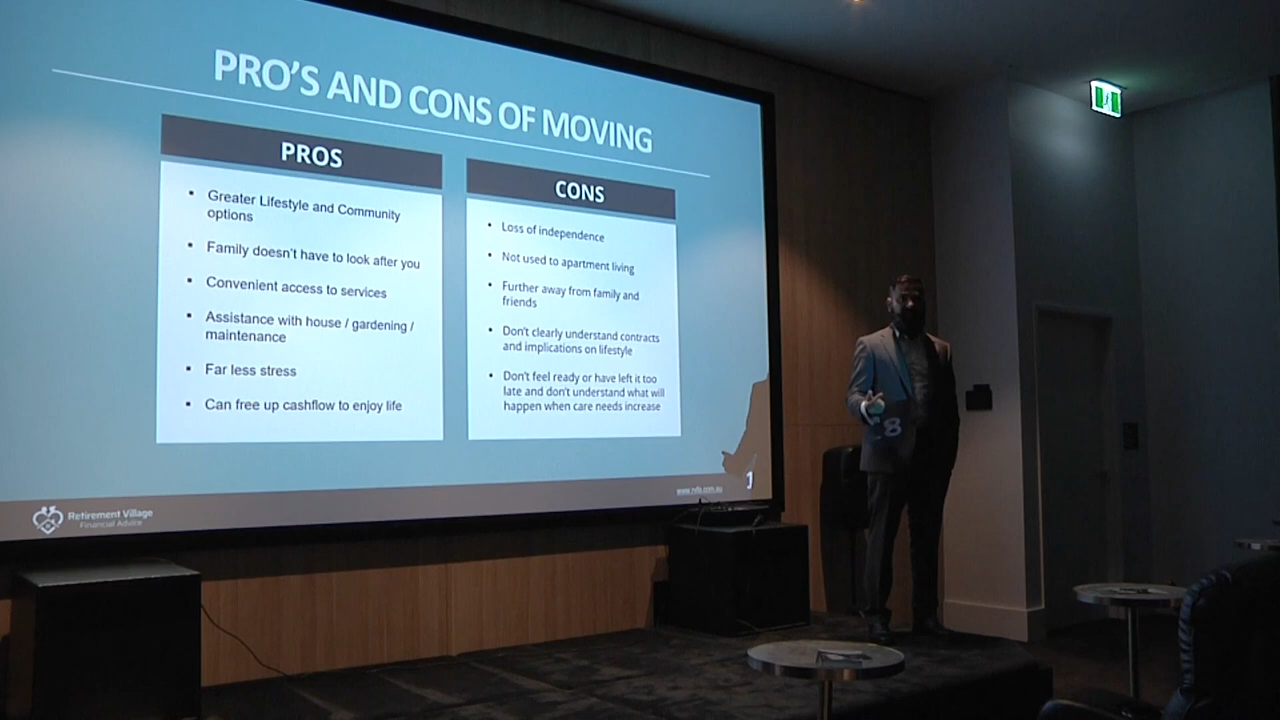 PRO'S AND CONS OF MOVING
PROS
Greater Lifestyle and Community
options
Family doesn't have to look after you
Convenient access to services
Assistance with house / gardening /
maintenance
Far less stress
Can free up cashflow to enjoy life
CONS
Loss of independence
Not used to apartment living
Further away from family and
friends
Don't clearly understand contracts
and implications on lifestyle
Don't feel ready or have left it too
late and don't understand what will
happen when care needs increase
Retirement Village
Financial Advice
8